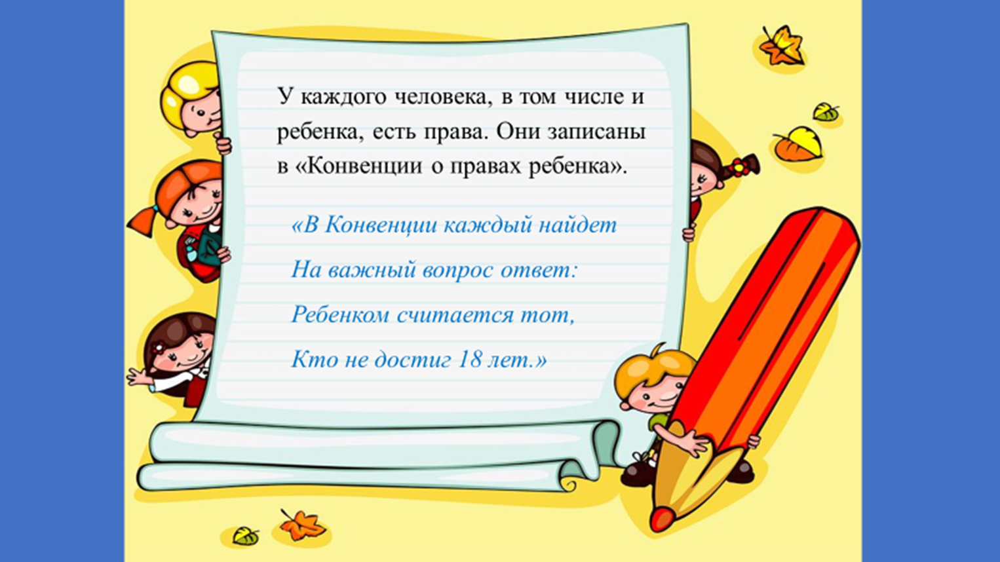 У каждого человека, в том числе и
ребенка, есть права. Они записаны
в «Конвенции о правах ребенка».
«В Конвенции каждый найдет
На важный вопрос ответ:
Ребенком считается тот,
Кто не достиг 18 лет.»